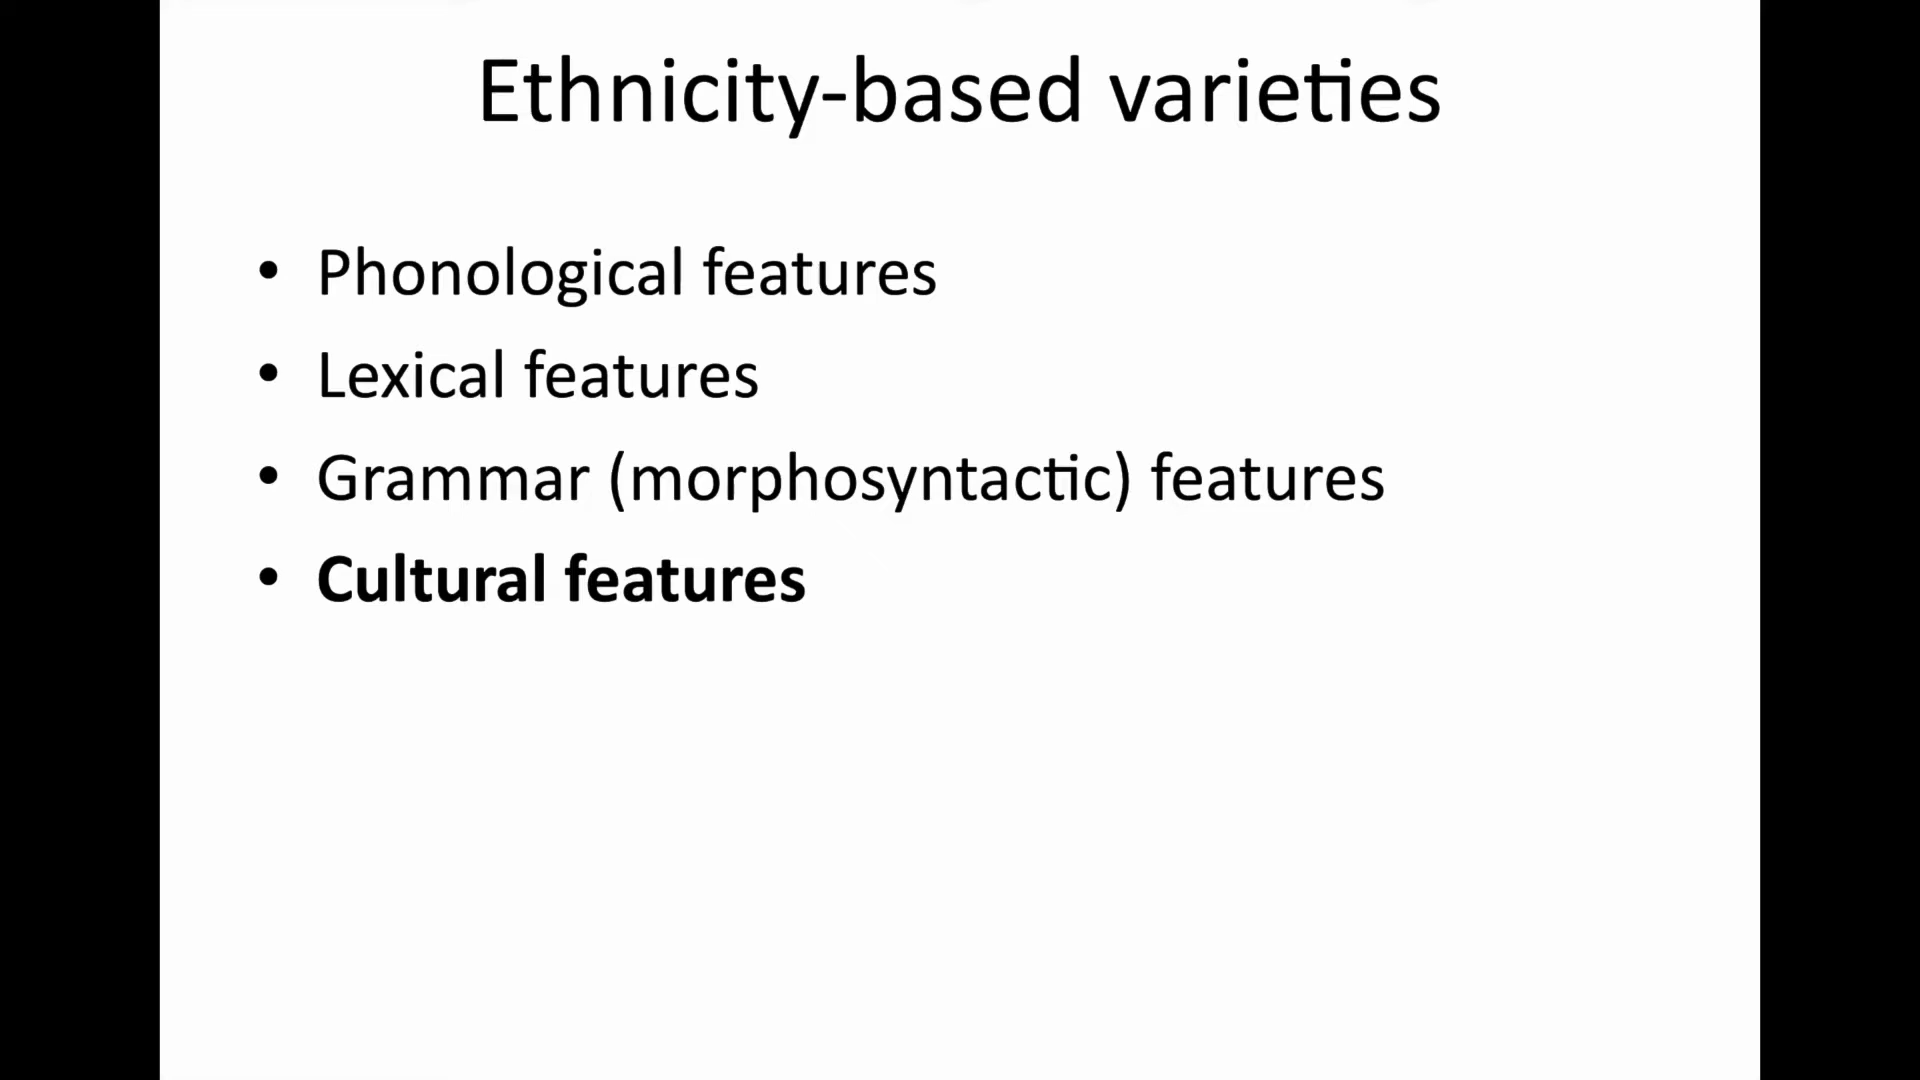 Ethnicity-based varieties
• Phonological features
• Lexical features
• Grammar (morphosyntactic) features
• Cultural features